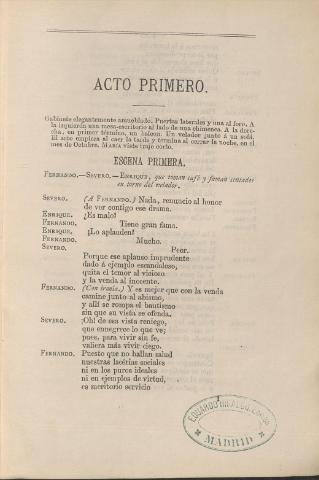 ACTO PRIMERO.
Gabinete elegantemente amueblado. Puertas laterales y una al foro. A
la izquierda una mesa-escritorio al lado de una chimenea. A la dere-
cha, en primer término, un balcon. Un velador junto á un sofá.
El acto empieza al caer la tarde y termina al cerrar la noche, en el
mes de Octubre. MARÍA viste traje corto.
ESCENA PRIMERA.
FERNANDO.—SEVERO.—ENRIQUE, que toman café y fuman sentados
en torno del velador.
SEVERO. (A FERNANDO.) Nada, renuncio al honor
de ver contigo ese drama.
ENRIQUE. ¿Es malo?
FERNANDO. Tiene gran fama.
ENRIQUE. ¿Lo aplauden?
FERNANDO. Mucho.
SEVERO. Peor.
Porque ese aplauso imprudente
dado á ejemplo escandaloso,
quita el temor al vicioso
y la venda al inocente.
FERNANDO. (Con ironía.) Y es mejor que con la venda
camine junto al abismo,
y allí se rompa el bautismo
sin que su vista se ofenda.
SEVERO. ¡Oh! de esa vista reniego,
que ennegrece lo que ve;
pues, para vivir sin fe,
valiera más vivir ciego.
FERNANDO. Puesto que no hallan salud
nuestras lacérias sociales
ni en los puros ideales
ni en ejemplos de virtud,
es meritorio servicio
EDUARDO HIDALGO
MADRID